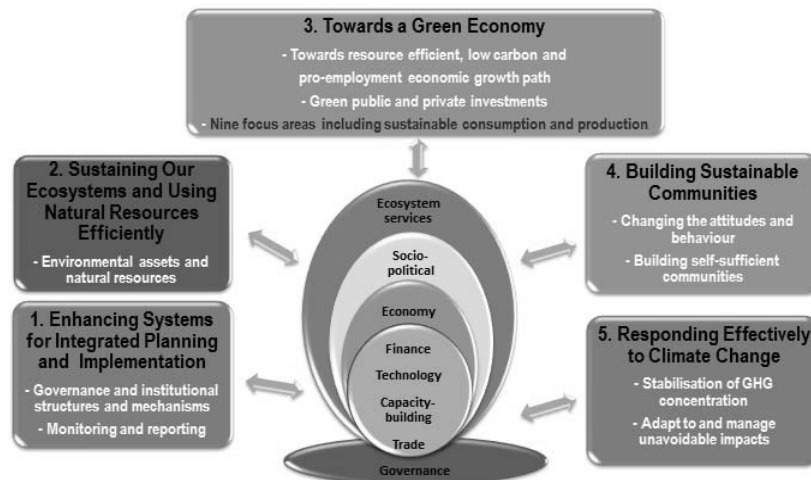 3. Towards a Green Economy
- Towards resource efficient, low carbon and
pro-employment economic growth path
- Green public and private investments
- Nine focus areas including sustainable consumption and production
2. Sustaining Our
Ecosystems and Using
Natural Resources
Efficiently
- Environmental assets and
natural resources
1. Enhancing Systems
for Integrated Planning
and Implementation
- Governance and institutional
structures and mechanisms
- Monitoring and reporting
Ecosystem
services
Socio-
political
Economy
Finance
Technology
Capacity-
building
Trade
Governance
4. Building Sustainable
Communities
- Changing the attitudes and
behaviour
- Building self-sufficient
communities
5. Responding Effectively
to Climate Change
- Stabilisation of GHG
concentration
- Adapt to and manage
unavoidable impacts